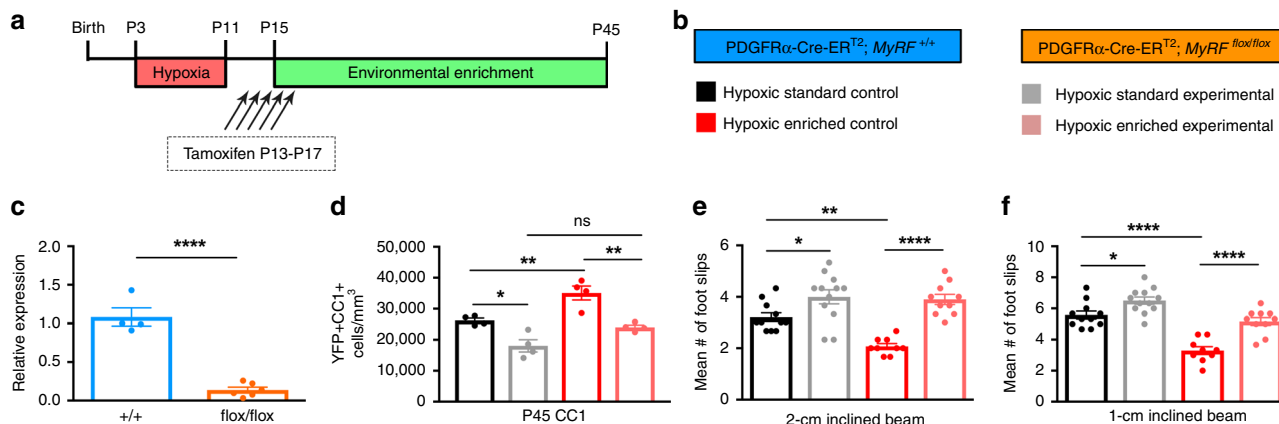 a
Birth P3 P11 P15 P45
Hypoxia
Environmental enrichment
Tamoxifen P13-P17
b
PDGFRα-Cre-ER^T2; MyRF^+/+
PDGFRα-Cre-ER^T2; MyRF^flox/flox
Hypoxic standard control
Hypoxic enriched control
Hypoxic standard experimental
Hypoxic enriched experimental
c
Relative expression
2.0
1.5
1.0
0.5
0.0
****
+/+ flox/flox
d
YFP+CC1+
cells/mm³
50,000
40,000
30,000
20,000
10,000
0
ns
** **
*
P45 CC1
e
Mean # of foot slips
6
4
2
0
**
* ****
2-cm inclined beam
f
Mean # of foot slips
10
8
6
4
2
0
****
* ****
1-cm inclined beam